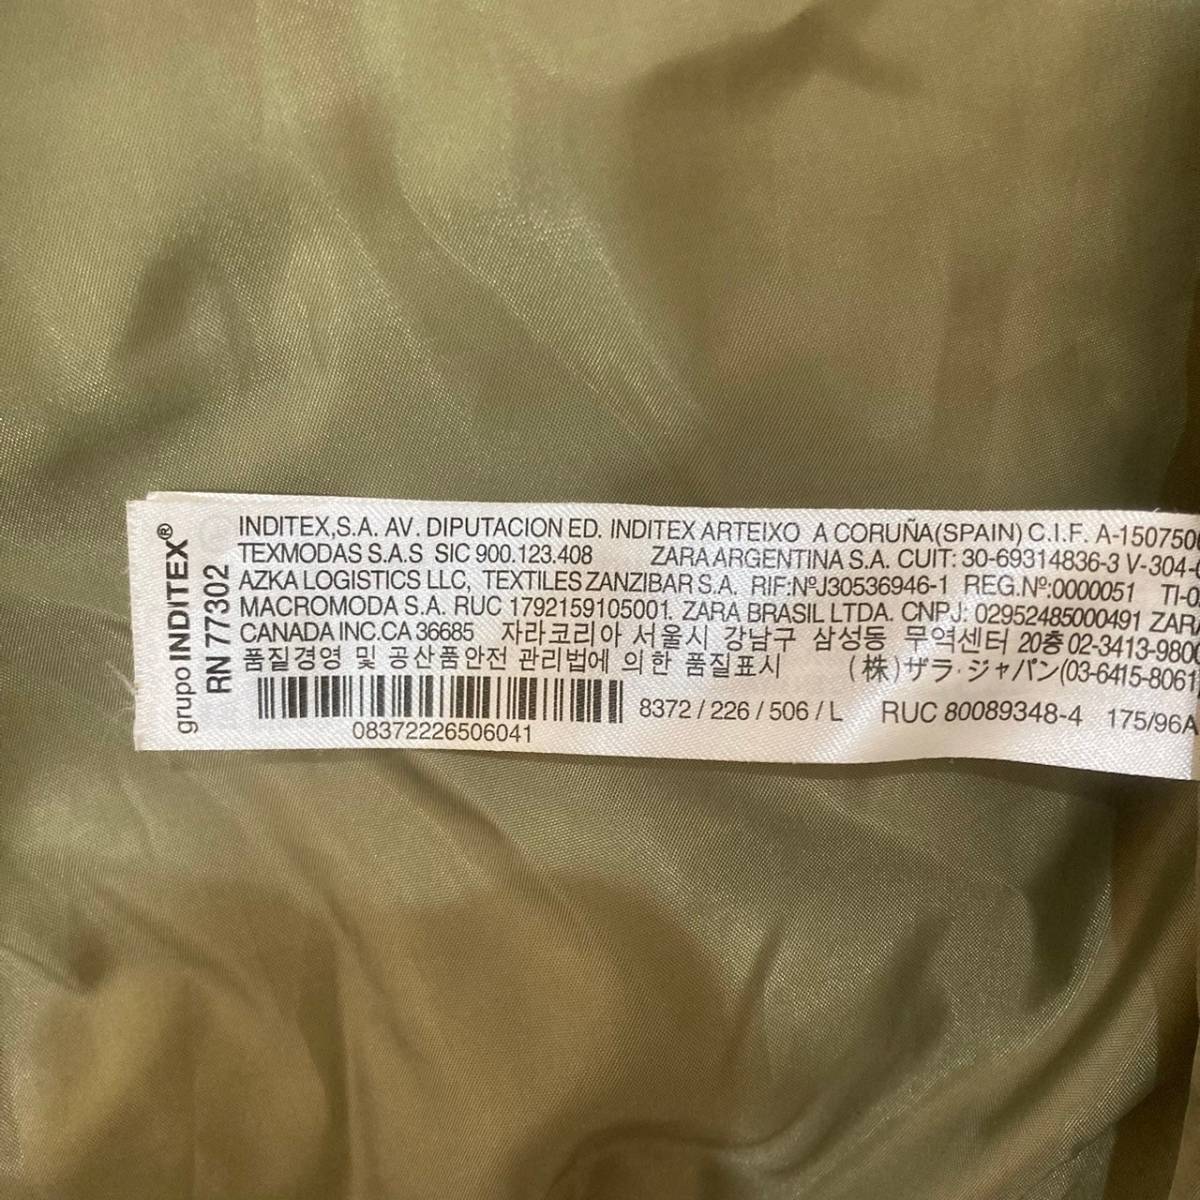 grupo INDITEX®
RN 77302
INDITEX,S.A. AV. DIPUTACION ED. INDITEX ARTEIXO A CORUÑA(SPAIN) C.I.F. A-1507500
TEXMODAS S.A.S SIC 900.123.408 ZARA ARGENTINA S.A. CUIT: 30-69314836-3 V-304-
AZKA LOGISTICS LLC, TEXTILES ZANZIBAR S.A. RIF:NºJ30536946-1 REG.Nº:0000051 TI-0
MACROMODA S.A. RUC 1792159105001. ZARA BRASIL LTDA. CNPJ: 02952485000491 ZARA
CANADA INC.CA 36685 자라코리아 서울시 강남구 삼성동 무역센터 20층 02-3413-9800
품질경영 및 공산품안전 관리법에 의한 품질표시 (株)ザラ·ジャパン(03-6415-8061)
08372226506041
8372 / 226 / 506 / L RUC 80089348-4 175/96A